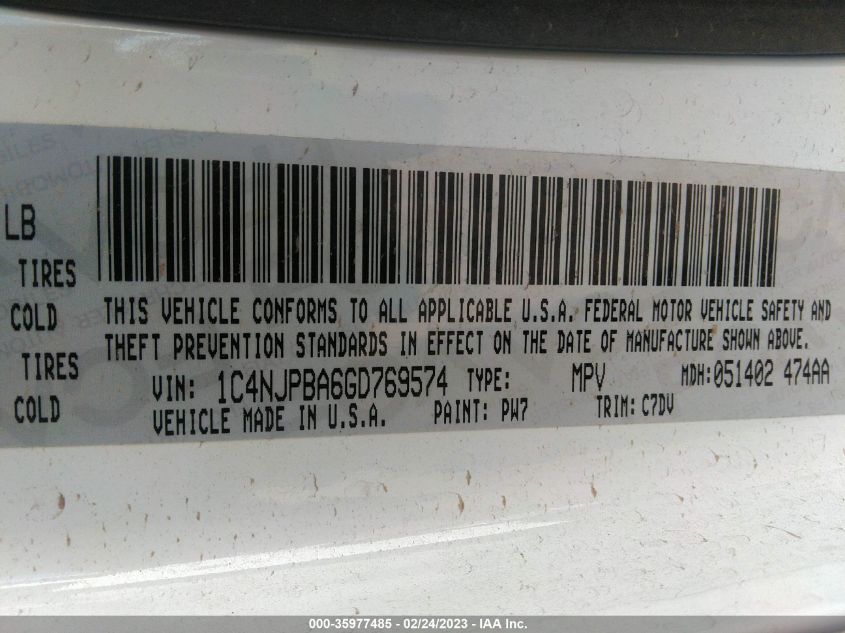 LB
TIRES
COLD
TIRES
COLD
THIS VEHICLE CONFORMS TO ALL APPLICABLE U.S.A. FEDERAL MOTOR VEHICLE SAFETY AND
THEFT PREVENTION STANDARDS IN EFFECT ON THE DATE OF MANUFACTURE SHOWN ABOVE.
VIN: 1C4NJPBA6GD769574 TYPE: MPV MDH:051402 474AA
VEHICLE MADE IN U.S.A. PAINT: PW7 TRIM: C7DV
000-35977485 - 02/24/2023 - IAA Inc.